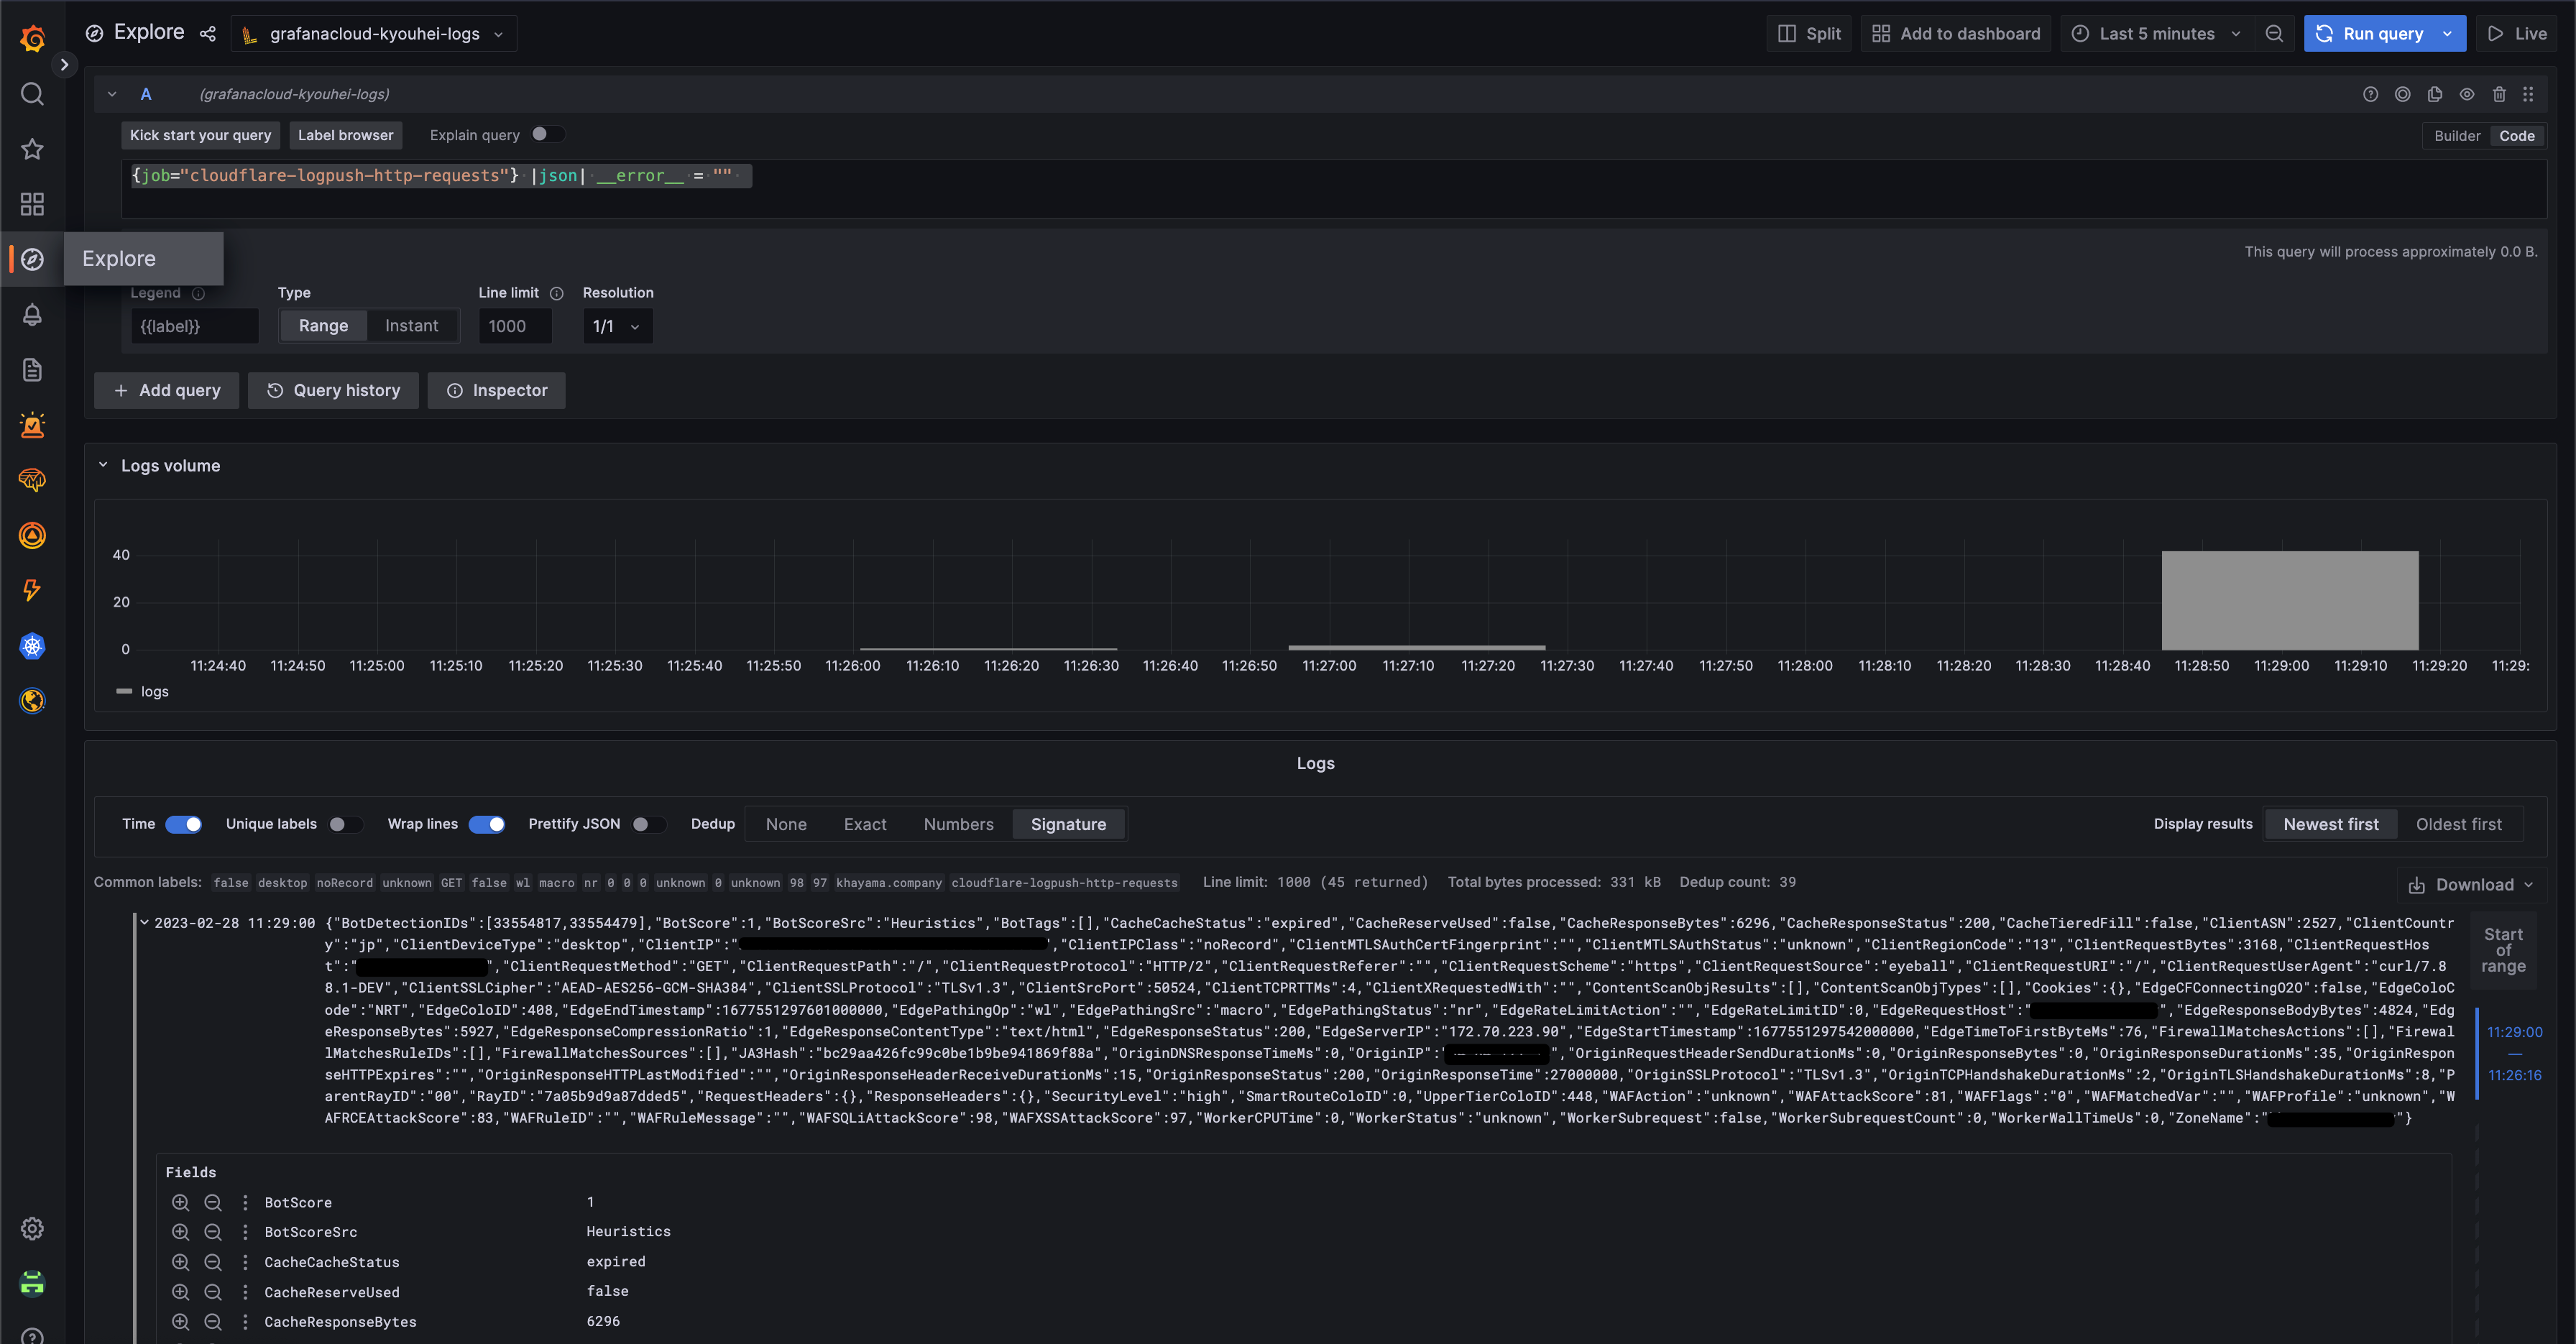 Explore
grafanacloud-kyouhei-logs
Split
Add to dashboard
Last 5 minutes
Run query
Live
A
(grafanacloud-kyouhei-logs)
Kick start your query
Label browser
Explain query
Builder
Code
{job="cloudflare-logpush-http-requests"} |json| __error__ = ""
Explore
This query will process approximately 0.0 B.
Legend
Type
Line limit
Resolution
{{label}}
Range
Instant
1000
1/1
+ Add query
Query history
Inspector
Logs volume
40
20
0
11:24:40 11:24:50 11:25:00 11:25:10 11:25:20 11:25:30 11:25:40 11:25:50 11:26:00 11:26:10 11:26:20 11:26:30 11:26:40 11:26:50 11:27:00 11:27:10 11:27:20 11:27:30 11:27:40 11:27:50 11:28:00 11:28:10 11:28:20 11:28:30 11:28:40 11:28:50 11:29:00 11:29:10 11:29:20 11:29:
logs
Logs
Time
Unique labels
Wrap lines
Prettify JSON
Dedup
None
Exact
Numbers
Signature
Display results
Newest first
Oldest first
Common labels: false desktop noRecord unknown GET false wl macro nr 0 0 0 unknown 0 unknown 98 97 khayama.company cloudflare-logpush-http-requests Line limit: 1000 (45 returned) Total bytes processed: 331 kB Dedup count: 39
Download
2023-02-28 11:29:00 {"BotDetectionIDs":[33554817,33554479],"BotScore":1,"BotScoreSrc":"Heuristics","BotTags":[],"CacheCacheStatus":"expired","CacheReserveUsed":false,"CacheResponseBytes":6296,"CacheResponseStatus":200,"CacheTieredFill":false,"ClientASN":2527,"ClientCountr
y":"jp","ClientDeviceType":"desktop","ClientIP":" ,"ClientIPClass":"noRecord","ClientMTLSAuthCertFingerprint":"","ClientMTLSAuthStatus":"unknown","ClientRegionCode":"13","ClientRequestBytes":3168,"ClientRequestHos
t":" ","ClientRequestMethod":"GET","ClientRequestPath":"/","ClientRequestProtocol":"HTTP/2","ClientRequestReferer":"","ClientRequestScheme":"https","ClientRequestSource":"eyeball","ClientRequestURI":"/","ClientRequestUserAgent":"curl/7.8
8.1-DEV","ClientSSLCipher":"AEAD-AES256-GCM-SHA384","ClientSSLProtocol":"TLSv1.3","ClientSrcPort":50524,"ClientTCPRTTMs":4,"ClientXRequestedWith":"","ContentScanObjResults":[],"ContentScanObjTypes":[],"Cookies":{},"EdgeCFConnectingO2O":false,"EdgeColoC
ode":"NRT","EdgeColoID":408,"EdgeEndTimestamp":1677551297601000000,"EdgePathingOp":"wl","EdgePathingSrc":"macro","EdgePathingStatus":"nr","EdgeRateLimitAction":"","EdgeRateLimitID":0,"EdgeRequestHost":" ","EdgeResponseBodyBytes":4824,"Edg
eResponseBytes":5927,"EdgeResponseCompressionRatio":1,"EdgeResponseContentType":"text/html","EdgeResponseStatus":200,"EdgeServerIP":"172.70.223.90","EdgeStartTimestamp":1677551297542000000,"EdgeTimeToFirstByteMs":76,"FirewallMatchesActions":[],"Firewal
lMatchesRuleIDs":[],"FirewallMatchesSources":[],"JA3Hash":"bc29aa426fc99c0be1b9be941869f88a","OriginDNSResponseTimeMs":0,"OriginIP":" ","OriginRequestHeaderSendDurationMs":0,"OriginResponseBytes":0,"OriginResponseDurationMs":35,"OriginRespon
seHTTPExpires":"","OriginResponseHTTPLastModified":"","OriginResponseHeaderReceiveDurationMs":15,"OriginResponseStatus":200,"OriginResponseTime":27000000,"OriginSSLProtocol":"TLSv1.3","OriginTCPHandshakeDurationMs":2,"OriginTLSHandshakeDurationMs":8,"P
arentRayID":"00","RayID":"7a05b9d9a87dded5","RequestHeaders":{},"ResponseHeaders":{},"SecurityLevel":"high","SmartRouteColoID":0,"UpperTierColoID":448,"WAFAction":"unknown","WAFAttackScore":81,"WAFFlags":"0","WAFMatchedVar":"","WAFProfile":"unknown","W
AFRCEAttackScore":83,"WAFRuleID":"","WAFRuleMessage":"","WAFSQLiAttackScore":98,"WAFXSSAttackScore":97,"WorkerCPUTime":0,"WorkerStatus":"unknown","WorkerSubrequest":false,"WorkerSubrequestCount":0,"WorkerWallTimeUs":0,"ZoneName":" "}
Start
of
range
11:29:00
—
11:26:16
Fields
BotScore 1
BotScoreSrc Heuristics
CacheCacheStatus expired
CacheReserveUsed false
CacheResponseBytes 6296